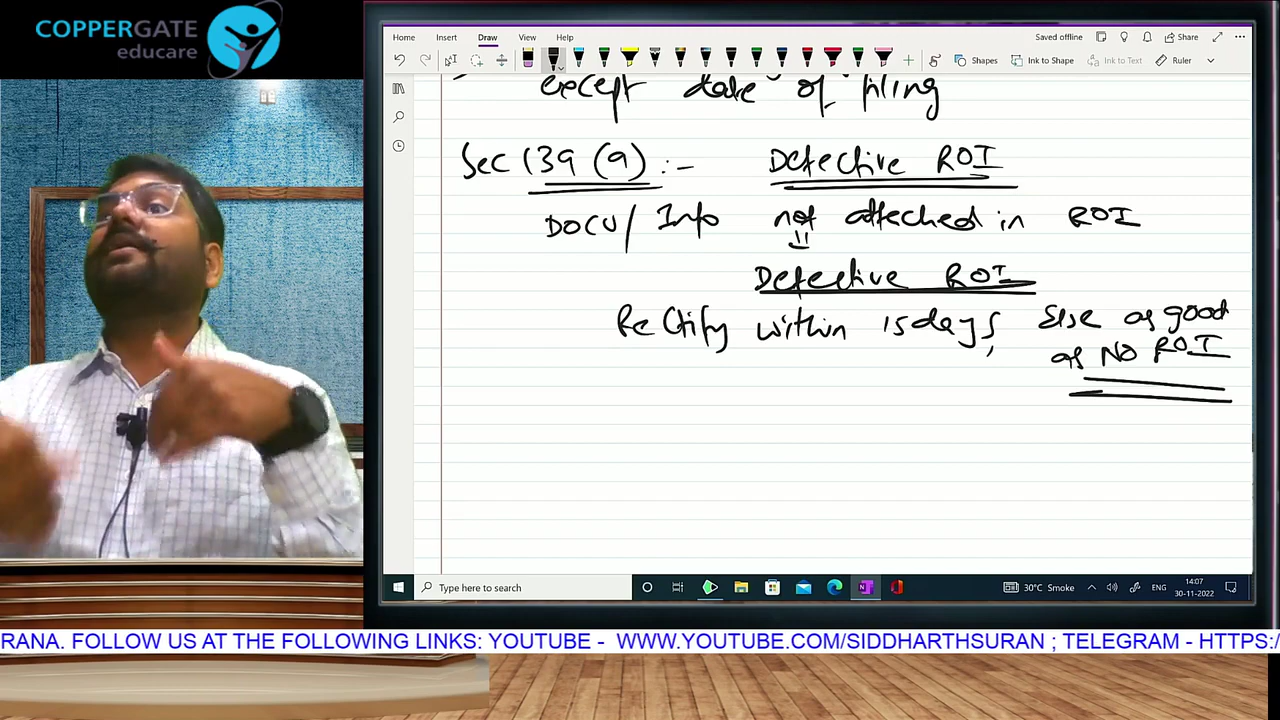 COPPERGATE
educare
Home Insert Draw View Help
Saved offline
Share
Shapes
Ink to Shape
Ink to Text
Ruler
except date of filing
Sec 139 (9) :- Defective ROI
DOCU/ Info not attached in ROI
Defective ROI
Rectify within 15 days, else as good
as NO ROI
Type here to search
30°C Smoke
ENG
14:07
30-11-2022
RANA. FOLLOW US AT THE FOLLOWING LINKS: YOUTUBE - WWW.YOUTUBE.COM/SIDDHARTHSURAN ; TELEGRAM - HTTPS:/